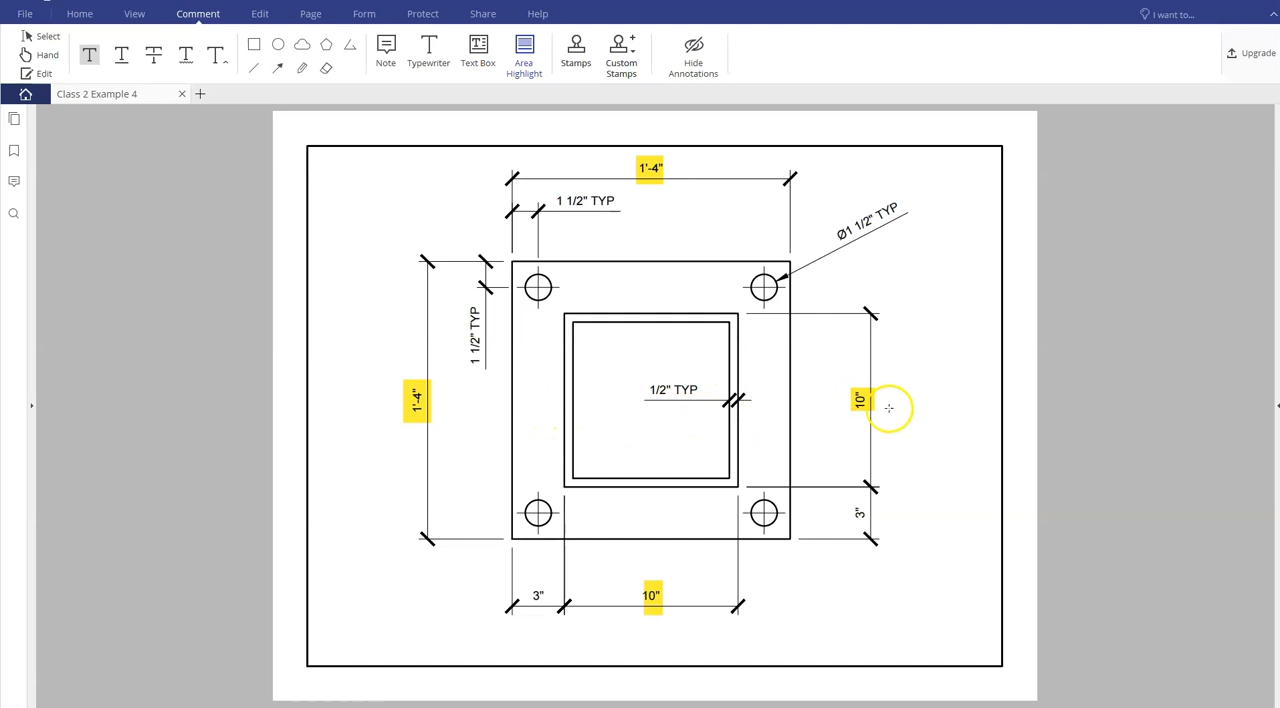 File Home View Comment Edit Page Form Protect Share Help I want to...
Select
Hand
Edit
T T T T T
Note Typewriter Text Box Area Highlight Stamps Custom Stamps Hide Annotations
Upgrade
Class 2 Example 4
1'-4"
1 1/2" TYP
Ø1 1/2" TYP
1 1/2" TYP
1'-4"
1/2" TYP
10"
3"
3"
10"